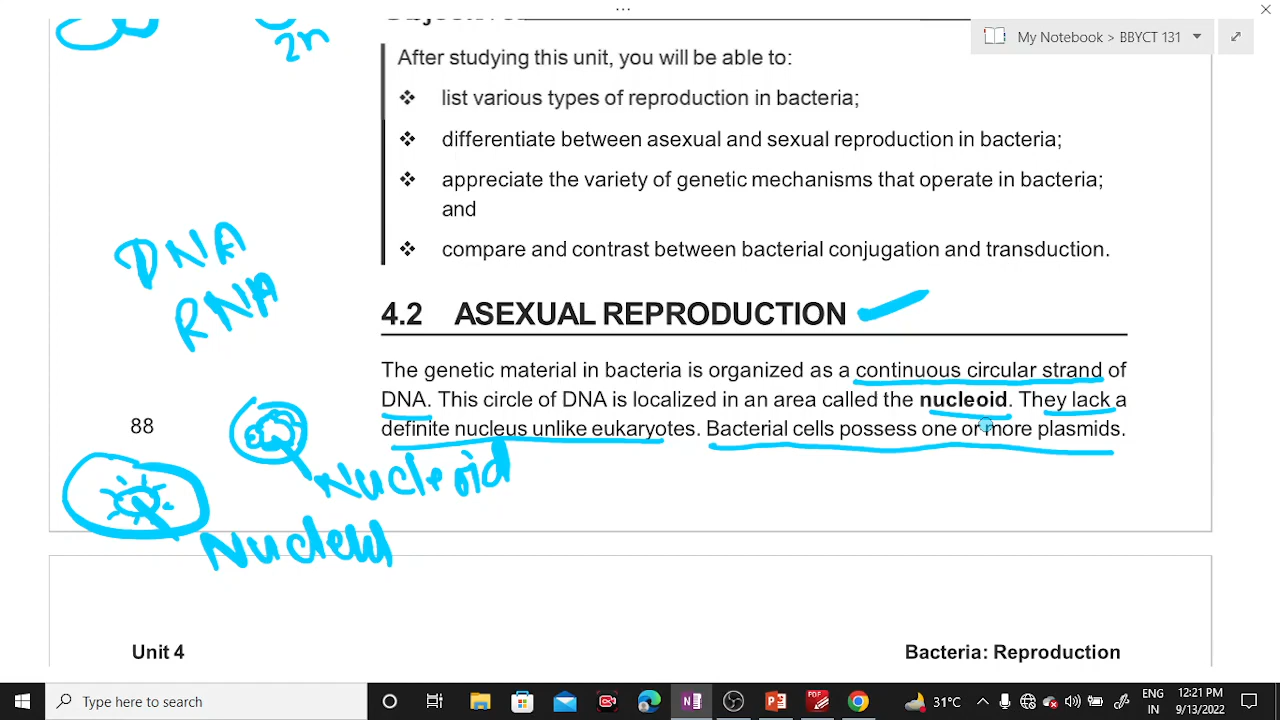 ...
My Notebook > BBYCT 131
2n
After studying this unit, you will be able to:
❖ list various types of reproduction in bacteria;
❖ differentiate between asexual and sexual reproduction in bacteria;
❖ appreciate the variety of genetic mechanisms that operate in bacteria;
and
❖ compare and contrast between bacterial conjugation and transduction.
DNA
RNA
4.2 ASEXUAL REPRODUCTION
The genetic material in bacteria is organized as a continuous circular strand of
DNA. This circle of DNA is localized in an area called the nucleoid. They lack a
definite nucleus unlike eukaryotes. Bacterial cells possess one or more plasmids.
88
Nucleoid
Unit 4
Bacteria: Reproduction
Type here to search
31°C
ENG
IN
12:21 PM
9/13/2022